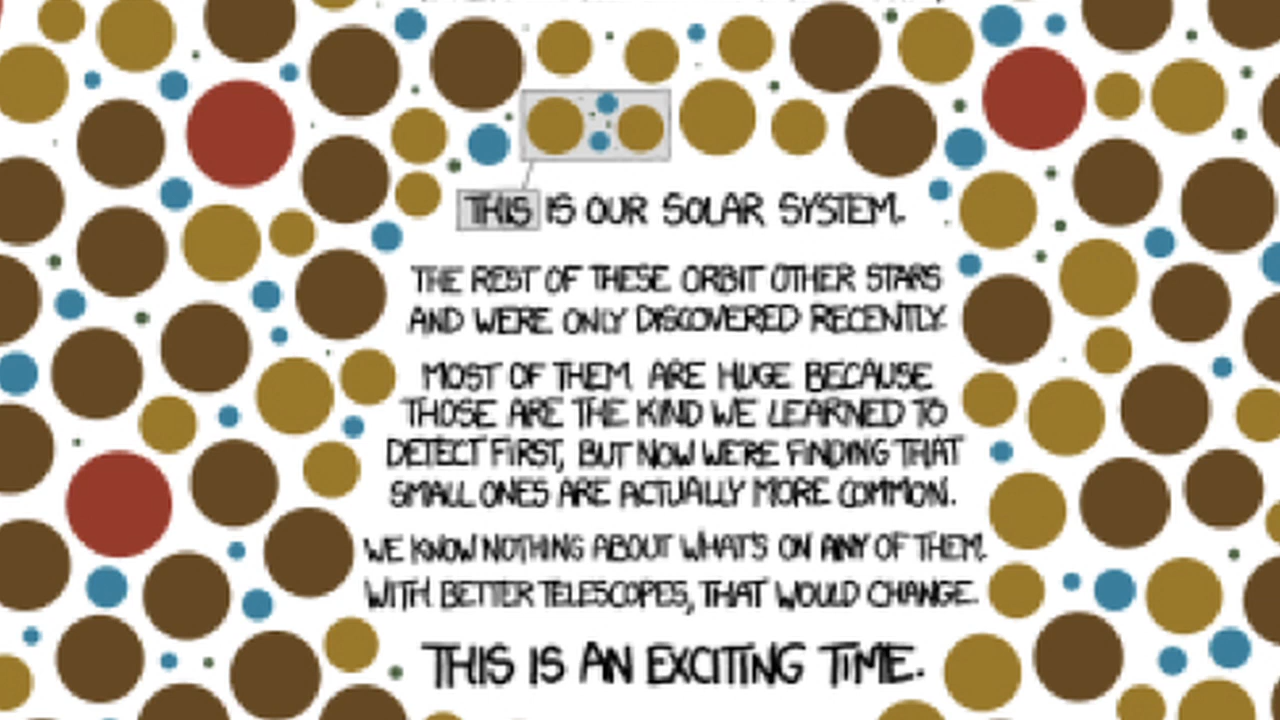 THIS IS OUR SOLAR SYSTEM.
THE REST OF THESE ORBIT OTHER STARS
AND WERE ONLY DISCOVERED RECENTLY.
MOST OF THEM ARE HUGE BECAUSE
THOSE ARE THE KIND WE LEARNED TO
DETECT FIRST, BUT NOW WE'RE FINDING THAT
SMALL ONES ARE ACTUALLY MORE COMMON.
WE KNOW NOTHING ABOUT WHAT'S ON ANY OF THEM.
WITH BETTER TELESCOPES, THAT WOULD CHANGE.
THIS IS AN EXCITING TIME.